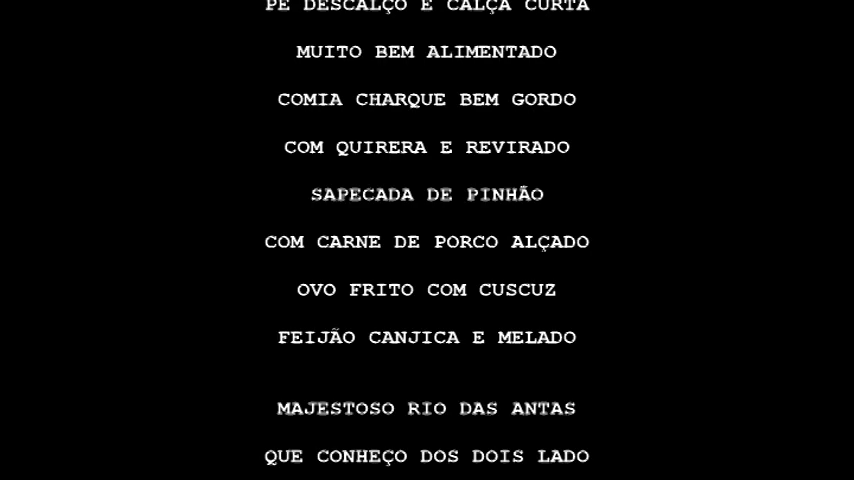 PÉ DESCALÇO E CALÇA CURTA
MUITO BEM ALIMENTADO
COMIA CHARQUE BEM GORDO
COM QUIRERA E REVIRADO
SAPECADA DE PINHÃO
COM CARNE DE PORCO ALÇADO
OVO FRITO COM CUSCUZ
FEIJÃO CANJICA E MELADO
MAJESTOSO RIO DAS ANTAS
QUE CONHEÇO DOS DOIS LADO